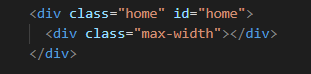 <div class="home" id="home">
<div class="max-width"></div>
</div>